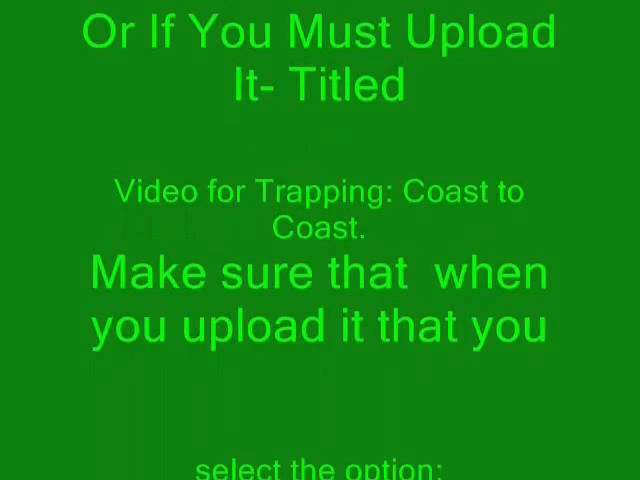 Or If You Must Upload
It- Titled
Video for Trapping: Coast to
Coast.
Make sure that  when
you upload it that you
select the option: